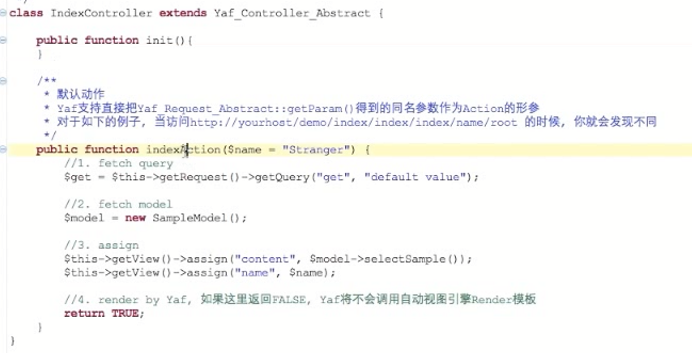 */
class IndexController extends Yaf_Controller_Abstract {
public function init(){
}
/**
* 默认动作
* Yaf支持直接把Yaf_Request_Abstract::getParam()得到的同名参数作为Action的形参
* 对于如下的例子, 当访问http://yourhost/demo/index/index/index/name/root 的时候, 你就会发现不同
*/
public function indexAction($name = "Stranger") {
//1. fetch query
$get = $this->getRequest()->getQuery("get", "default value");
//2. fetch model
$model = new SampleModel();
//3. assign
$this->getView()->assign("content", $model->selectSample());
$this->getView()->assign("name", $name);
//4. render by Yaf, 如果这里返回FALSE, Yaf将不会调用自动视图引擎Render模板
return TRUE;
}
}